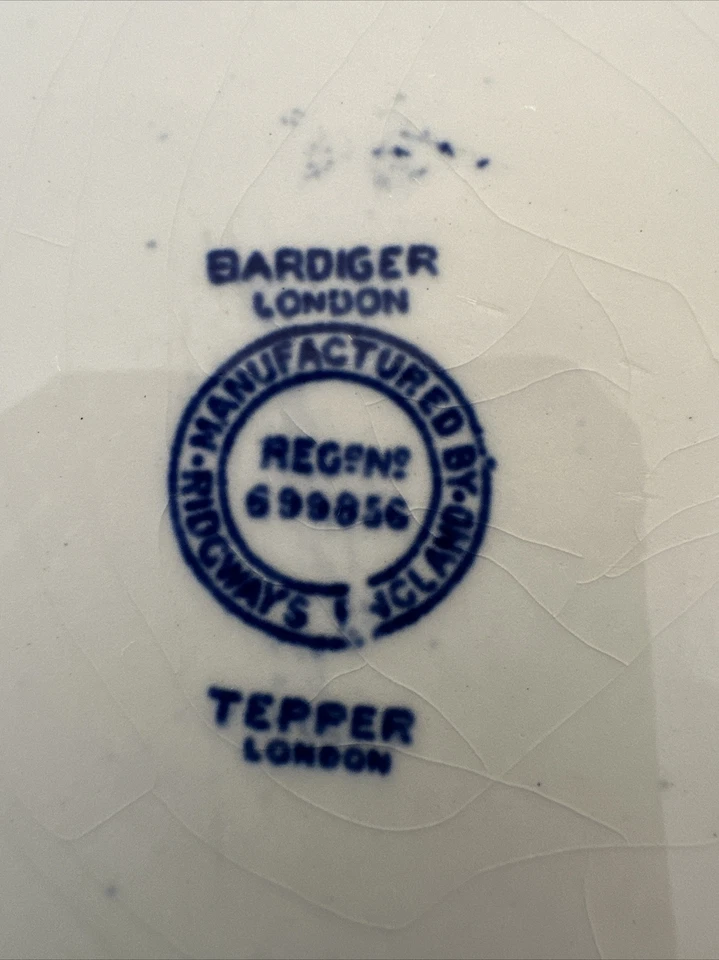 BARDIGER
LONDON
MANUFACTURED BY
REGD NO
699856
RIDGWAYS ENGLAND
TEPPER
LONDON